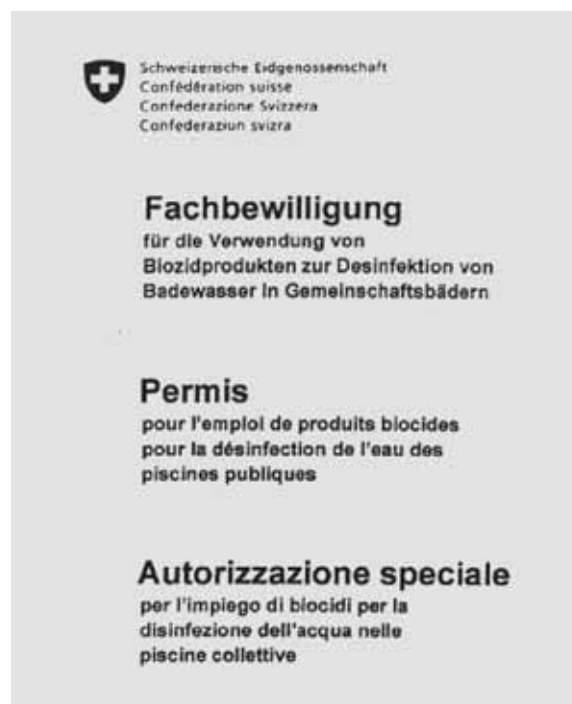 Schweizerische Eidgenossenschaft
Confédération suisse
Confederazione Svizzera
Confederaziun svizra
Fachbewilligung
für die Verwendung von
Biozidprodukten zur Desinfektion von
Badewasser in Gemeinschaftsbädern
Permis
pour l'emploi de produits biocides
pour la désinfection de l'eau des
piscines publiques
Autorizzazione speciale
per l'impiego di biocidi per la
disinfezione dell'acqua nelle
piscine collettive